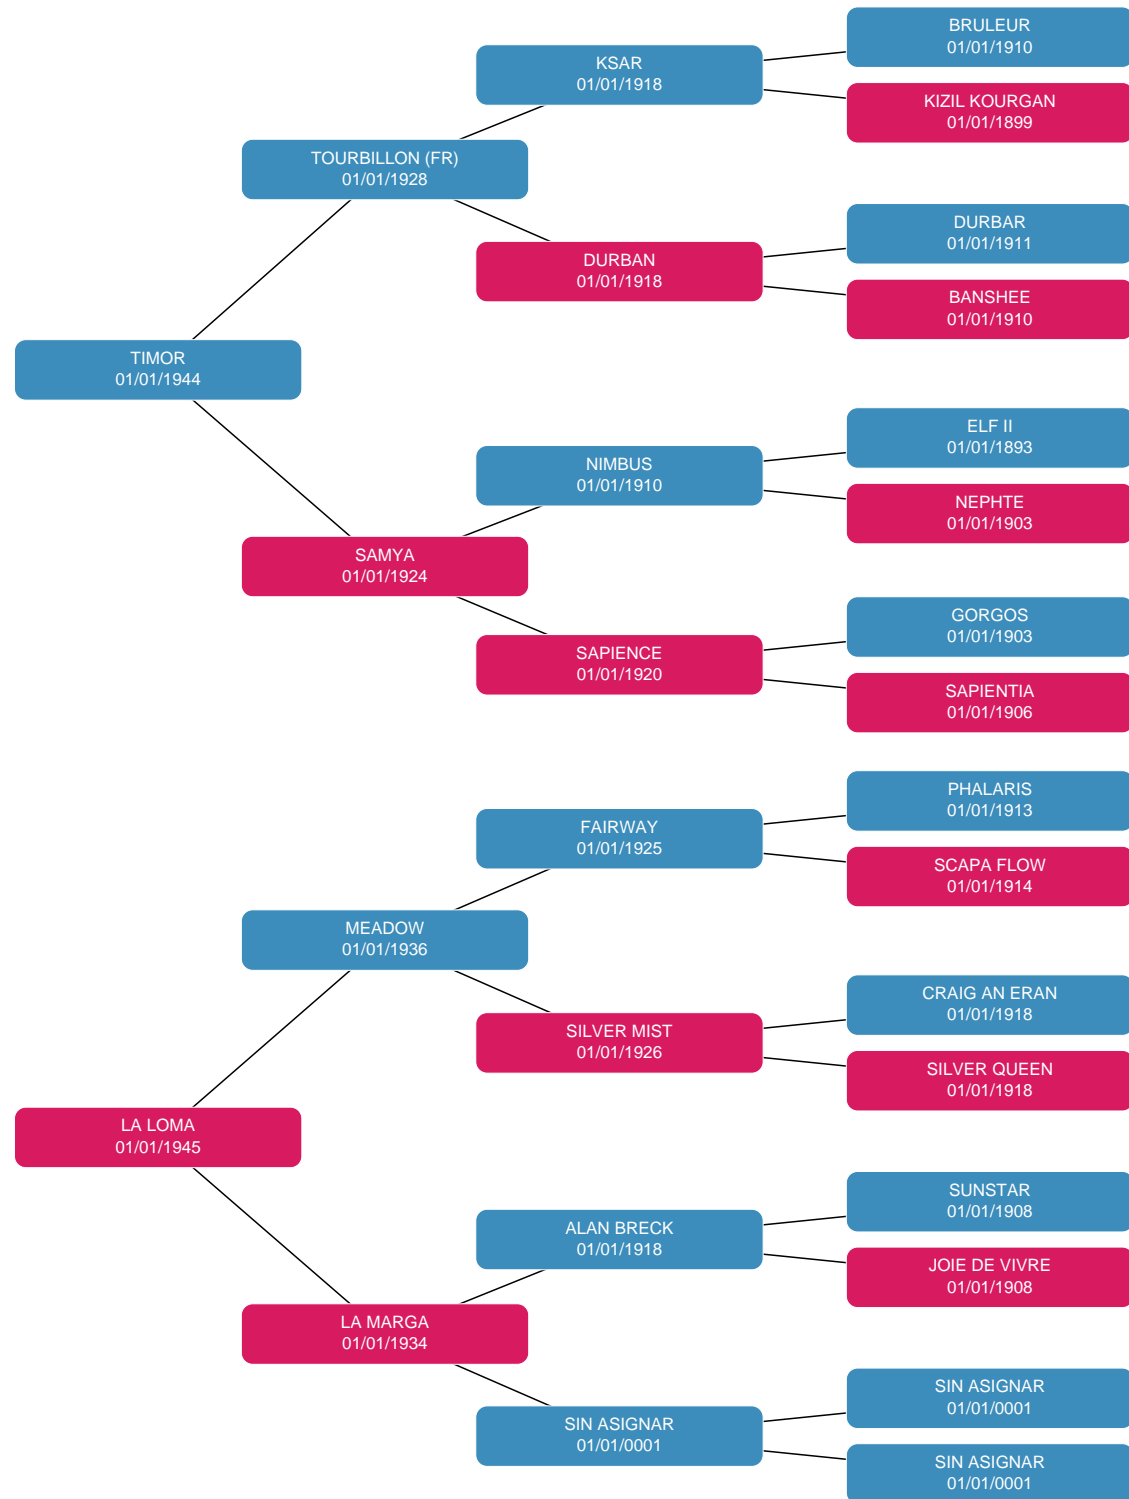 BRULEUR
01/01/1910
KSAR
01/01/1918
KIZIL KOURGAN
01/01/1899
TOURBILLON (FR)
01/01/1928
DURBAR
01/01/1911
DURBAN
01/01/1918
BANSHEE
01/01/1910
TIMOR
01/01/1944
ELF II
01/01/1893
NIMBUS
01/01/1910
NEPHTE
01/01/1903
SAMYA
01/01/1924
GORGOS
01/01/1903
SAPIENCE
01/01/1920
SAPIENTIA
01/01/1906
PHALARIS
01/01/1913
FAIRWAY
01/01/1925
SCAPA FLOW
01/01/1914
MEADOW
01/01/1936
CRAIG AN ERAN
01/01/1918
SILVER MIST
01/01/1926
SILVER QUEEN
01/01/1918
LA LOMA
01/01/1945
SUNSTAR
01/01/1908
ALAN BRECK
01/01/1918
JOIE DE VIVRE
01/01/1908
LA MARGA
01/01/1934
SIN ASIGNAR
01/01/0001
SIN ASIGNAR
01/01/0001
SIN ASIGNAR
01/01/0001